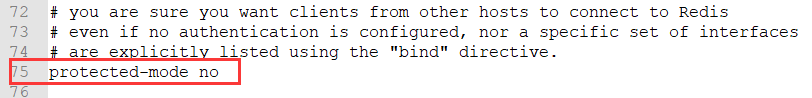 72 # you are sure you want clients from other hosts to connect to Redis
73 # even if no authentication is configured, nor a specific set of interfaces
74 # are explicitly listed using the "bind" directive.
75 protected-mode no
76